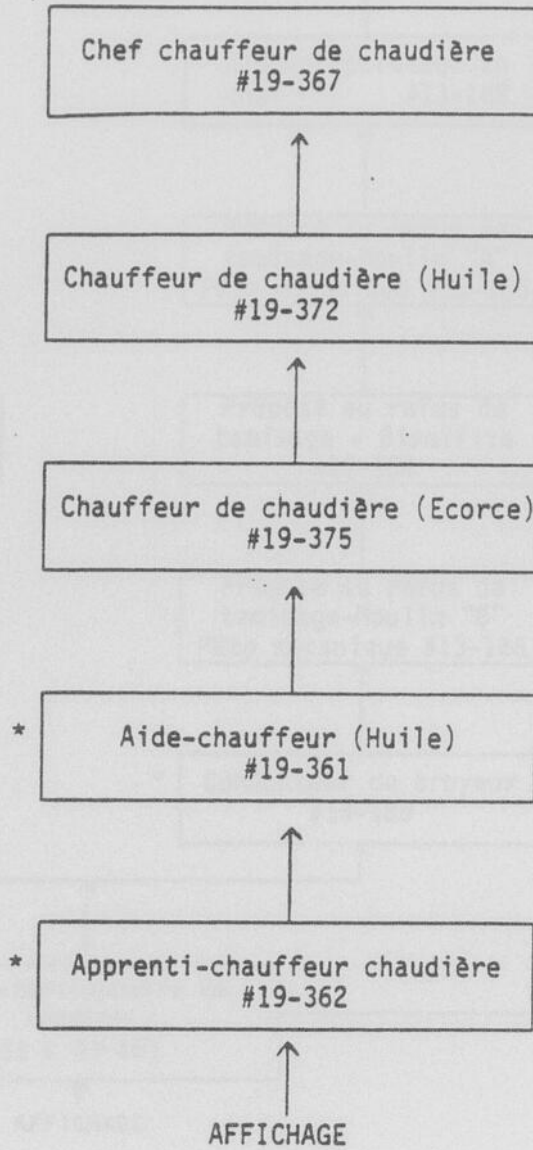 Chef chauffeur de chaudière
#19-367
Chauffeur de chaudière (Huile)
#19-372
Chauffeur de chaudière (Ecorce)
#19-375
* Aide-chauffeur (Huile)
#19-361
* Apprenti-chauffeur chaudière
#19-362
AFFICHAGE